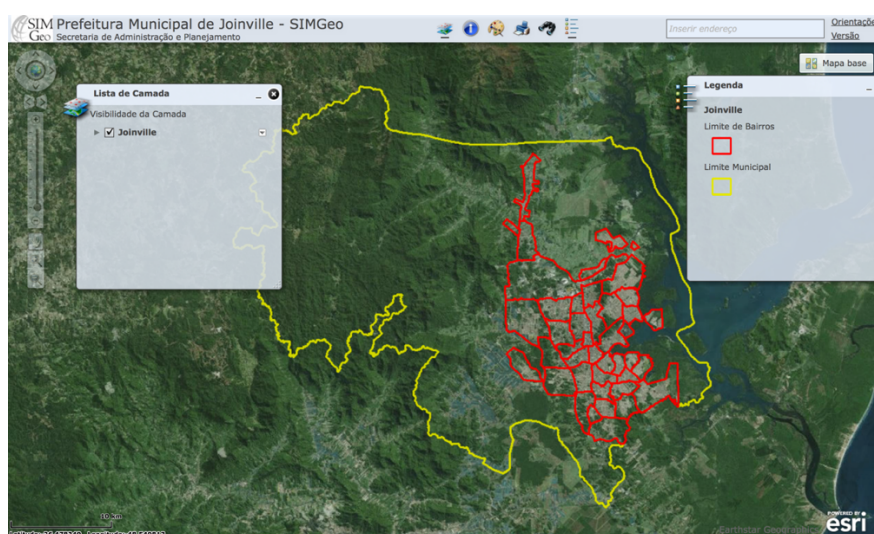 SIM Geo
Prefeitura Municipal de Joinville - SIMGeo
Secretaria de Administração e Planejamento
Inserir endereço
Orientaçõe
Versão
Mapa base
Lista de Camada
Visibilidade da Camada
Joinville
Legenda
Joinville
Limite de Bairros
Limite Municipal
10 km
Earthstar Geographics
POWERED BY
esri